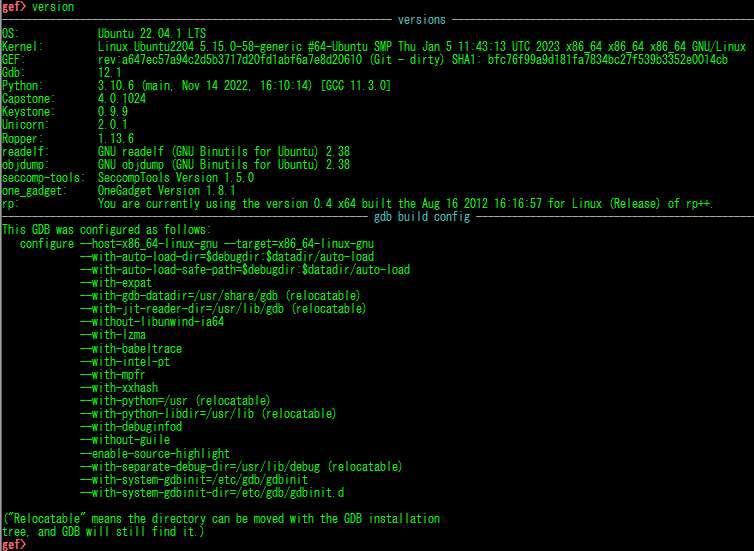 gef> version
versions
OS: Ubuntu 22.04.1 LTS
Kernel: Linux Ubuntu2204 5.15.0-58-generic #64-Ubuntu SMP Thu Jan 5 11:43:13 UTC 2023 x86_64 x86_64 x86_64 GNU/Linux
GEF: rev:a647ec57a94c2d5b3717d20fd1abf6a7e8d20610 (Git - dirty) SHA1: bfc76f99a9d181fa7834bc27f539b3352e0014cb
Gdb: 12.1
Python: 3.10.6 (main, Nov 14 2022, 16:10:14) [GCC 11.3.0]
Capstone: 4.0.1024
Keystone: 0.9.9
Unicorn: 2.0.1
Ropper: 1.13.6
readelf: GNU readelf (GNU Binutils for Ubuntu) 2.38
objdump: GNU objdump (GNU Binutils for Ubuntu) 2.38
seccomp-tools: SeccompTools Version 1.5.0
one_gadget: OneGadget Version 1.8.1
rp: You are currently using the version 0.4 x64 built the Aug 16 2012 16:16:57 for Linux (Release) of rp++.
gdb build config
This GDB was configured as follows:
configure --host=x86_64-linux-gnu --target=x86_64-linux-gnu
--with-auto-load-dir=$debugdir:$datadir/auto-load
--with-auto-load-safe-path=$debugdir:$datadir/auto-load
--with-expat
--with-gdb-datadir=/usr/share/gdb (relocatable)
--with-jit-reader-dir=/usr/lib/gdb (relocatable)
--without-libunwind-ia64
--with-lzma
--with-babeltrace
--with-intel-pt
--with-mpfr
--with-xxhash
--with-python=/usr (relocatable)
--with-python-libdir=/usr/lib (relocatable)
--with-debuginfod
--without-guile
--enable-source-highlight
--with-separate-debug-dir=/usr/lib/debug (relocatable)
--with-system-gdbinit=/etc/gdb/gdbinit
--with-system-gdbinit-dir=/etc/gdb/gdbinit.d
("Relocatable" means the directory can be moved with the GDB installation
tree, and GDB will still find it.)
gef>